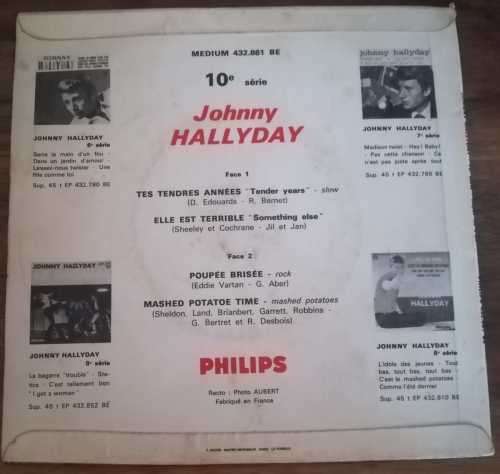 MEDIUM 432.861 BE
10e série
Johnny
HALLYDAY
Face 1
TES TENDRES ANNÉES "Tender years" - slow
(D. Edouards - R. Bernet)
ELLE EST TERRIBLE "Something else"
(Sheeley et Cochrane - Jil et Jan)
Face 2
POUPÉE BRISÉE - rock
(Eddie Vartan - G. Aber)
MASHED POTATOE TIME - mashed potatoes
(Sheldon, Land, Brianbert, Garrett, Robbins -
G. Bertret et R. Desbois)
PHILIPS
Recto : Photo AUBERT
Fabriqué en France
JOHNNY
HALLYDAY
JOHNNY HALLYDAY
6e série
Sans la main d'un fou -
Dans un jardin d'amour -
Laissez-nous twister - Une
fille comme toi
Sup. 45 t EP 432.780 BE
johnny hallyday
JOHNNY HALLYDAY
7e série
Madison twist - Hey ! Baby !
- Pas cette chanson - Ce
n'est pas juste après tout
Sup. 45 t EP 432.795 BE
JOHNNY HALLYDAY
JOHNNY HALLYDAY
9e série
La bagarre "trouble" - Sha-
- C'est tellement bon
" I got a woman "
Sup. 45 t EP 432.852 BE
HALLYDAY
JOHNNY HALLYDAY
8e série
L'idole des jeunes - Tout
bas, tout bas, tout bas -
C'est le mashed potatoes -
Comme l'été dernier
Sup. 45 t EP 432.810 BE